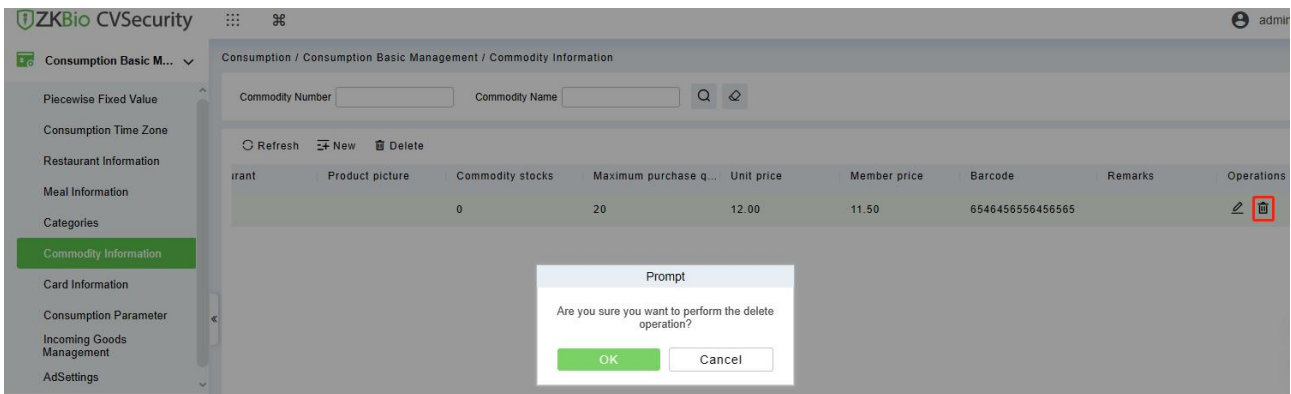 ZKBio CVSecurity
admin
Consumption Basic M...
Consumption / Consumption Basic Management / Commodity Information
Piecewise Fixed Value
Consumption Time Zone
Restaurant Information
Meal Information
Categories
Commodity Information
Card Information
Consumption Parameter
Incoming Goods
Management
AdSettings
Commodity Number
Commodity Name
Refresh New Delete
urant Product picture Commodity stocks Maximum purchase q... Unit price Member price Barcode Remarks Operations
0 20 12.00 11.50 6546456556456565
Prompt
Are you sure you want to perform the delete
operation?
OK Cancel